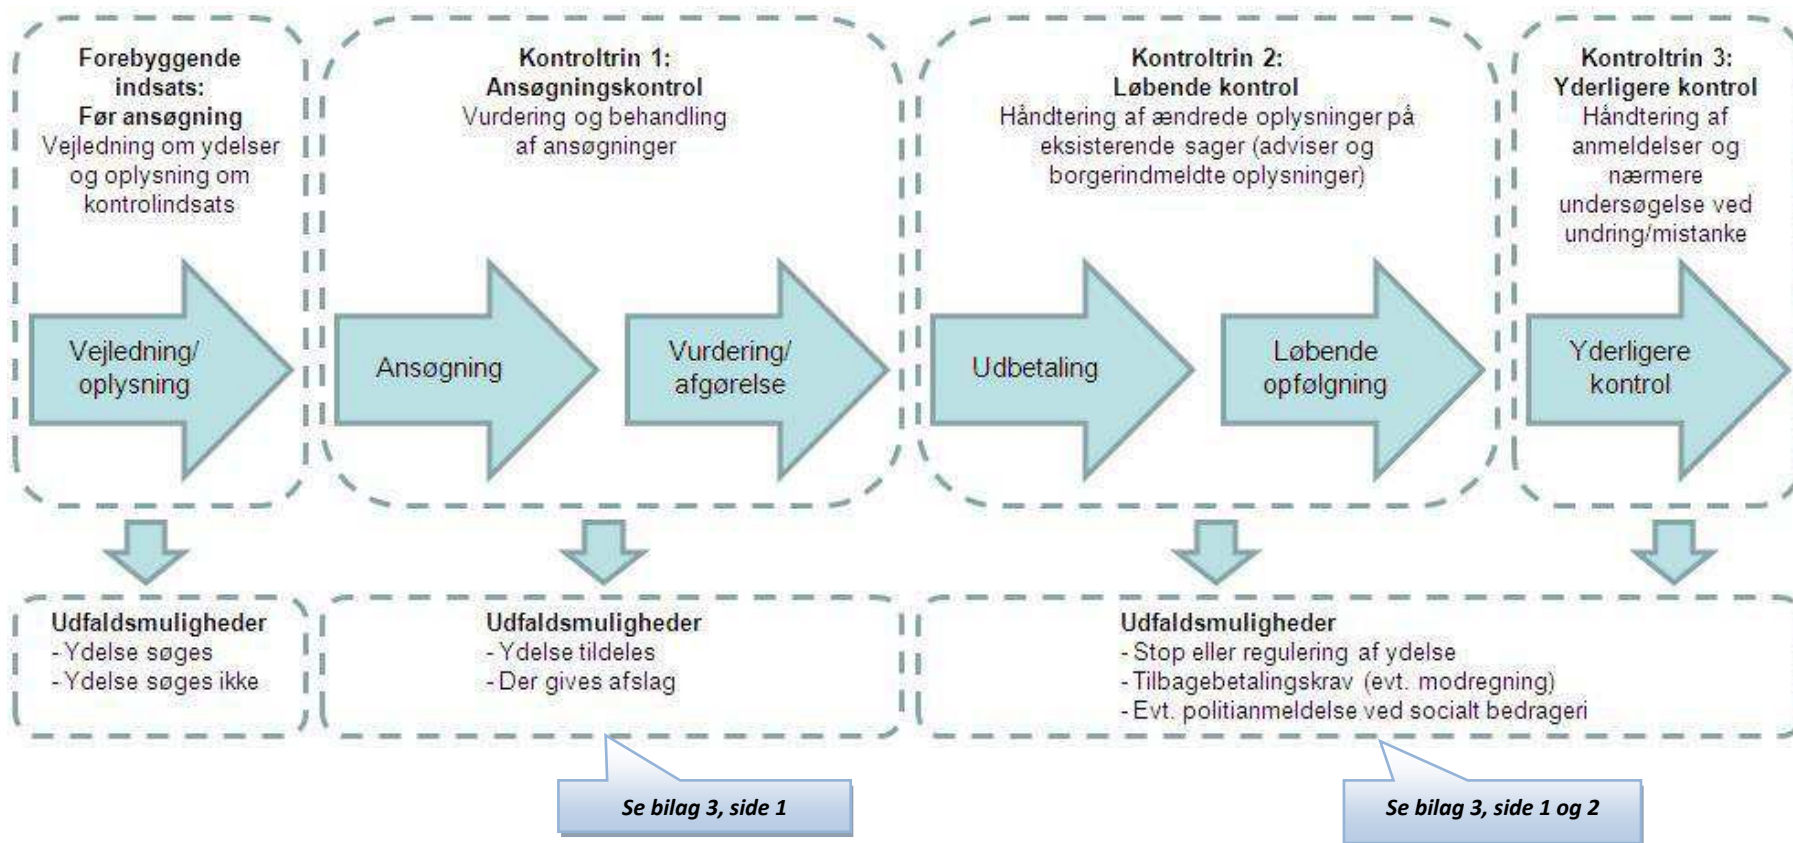 Forebyggende
indsats:
Før ansøgning
Vejledning om ydelser
og oplysning om
kontrolindsats
Kontroltrin 1:
Ansøgningskontrol
Vurdering og behandling
af ansøgninger
Kontroltrin 2:
Løbende kontrol
Håndtering af ændrede oplysninger på
eksisterende sager (adviser og
borgerindmeldte oplysninger)
Kontroltrin 3:
Yderligere kontrol
Håndtering af
anmeldelser og
nærmere
undersøgelse ved
undring/mistanke
Vejledning/
oplysning
Ansøgning
Vurdering/
afgørelse
Udbetaling
Løbende
opfølgning
Yderligere
kontrol
Udfaldsmuligheder
- Ydelse søges
- Ydelse søges ikke
Udfaldsmuligheder
- Ydelse tildeles
- Der gives afslag
Udfaldsmuligheder
- Stop eller regulering af ydelse
- Tilbagebetalingskrav (evt. modregning)
- Evt. politianmeldelse ved socialt bedrageri
Se bilag 3, side 1
Se bilag 3, side 1 og 2